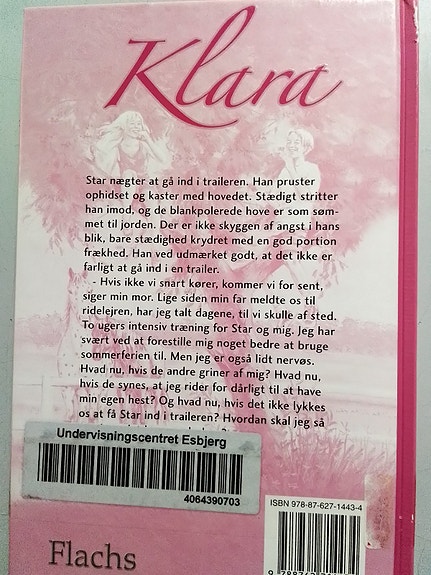 Klara
Star nægter at gå ind i traileren. Han pruster
ophidset og kaster med hovedet. Stædigt stritter
han imod, og de blankpolerede hove er som søm-
met til jorden. Der er ikke skyggen af angst i hans
blik, bare stædighed krydret med en god portion
frækhed. Han ved udmærket godt, at det ikke er
farligt at gå ind i en trailer.
- Hvis ikke vi snart kører, kommer vi for sent,
siger min mor. Lige siden min far meldte os til
ridelejren, har jeg talt dagene, til vi skulle af sted.
To ugers intensiv træning for Star og mig. Jeg har
svært ved at forestille mig noget bedre at bruge
sommerferien til. Men jeg er også lidt nervøs.
Hvad nu, hvis de andre griner af mig? Hvad nu,
hvis de synes, at jeg rider for dårligt til at have
min egen hest? Og hvad nu, hvis det ikke lykkes
os at få Star ind i traileren? Hvordan skal jeg så
Undervisningscentret Esbjerg
4064390703
ISBN 978-87-627-1443-4
Flachs